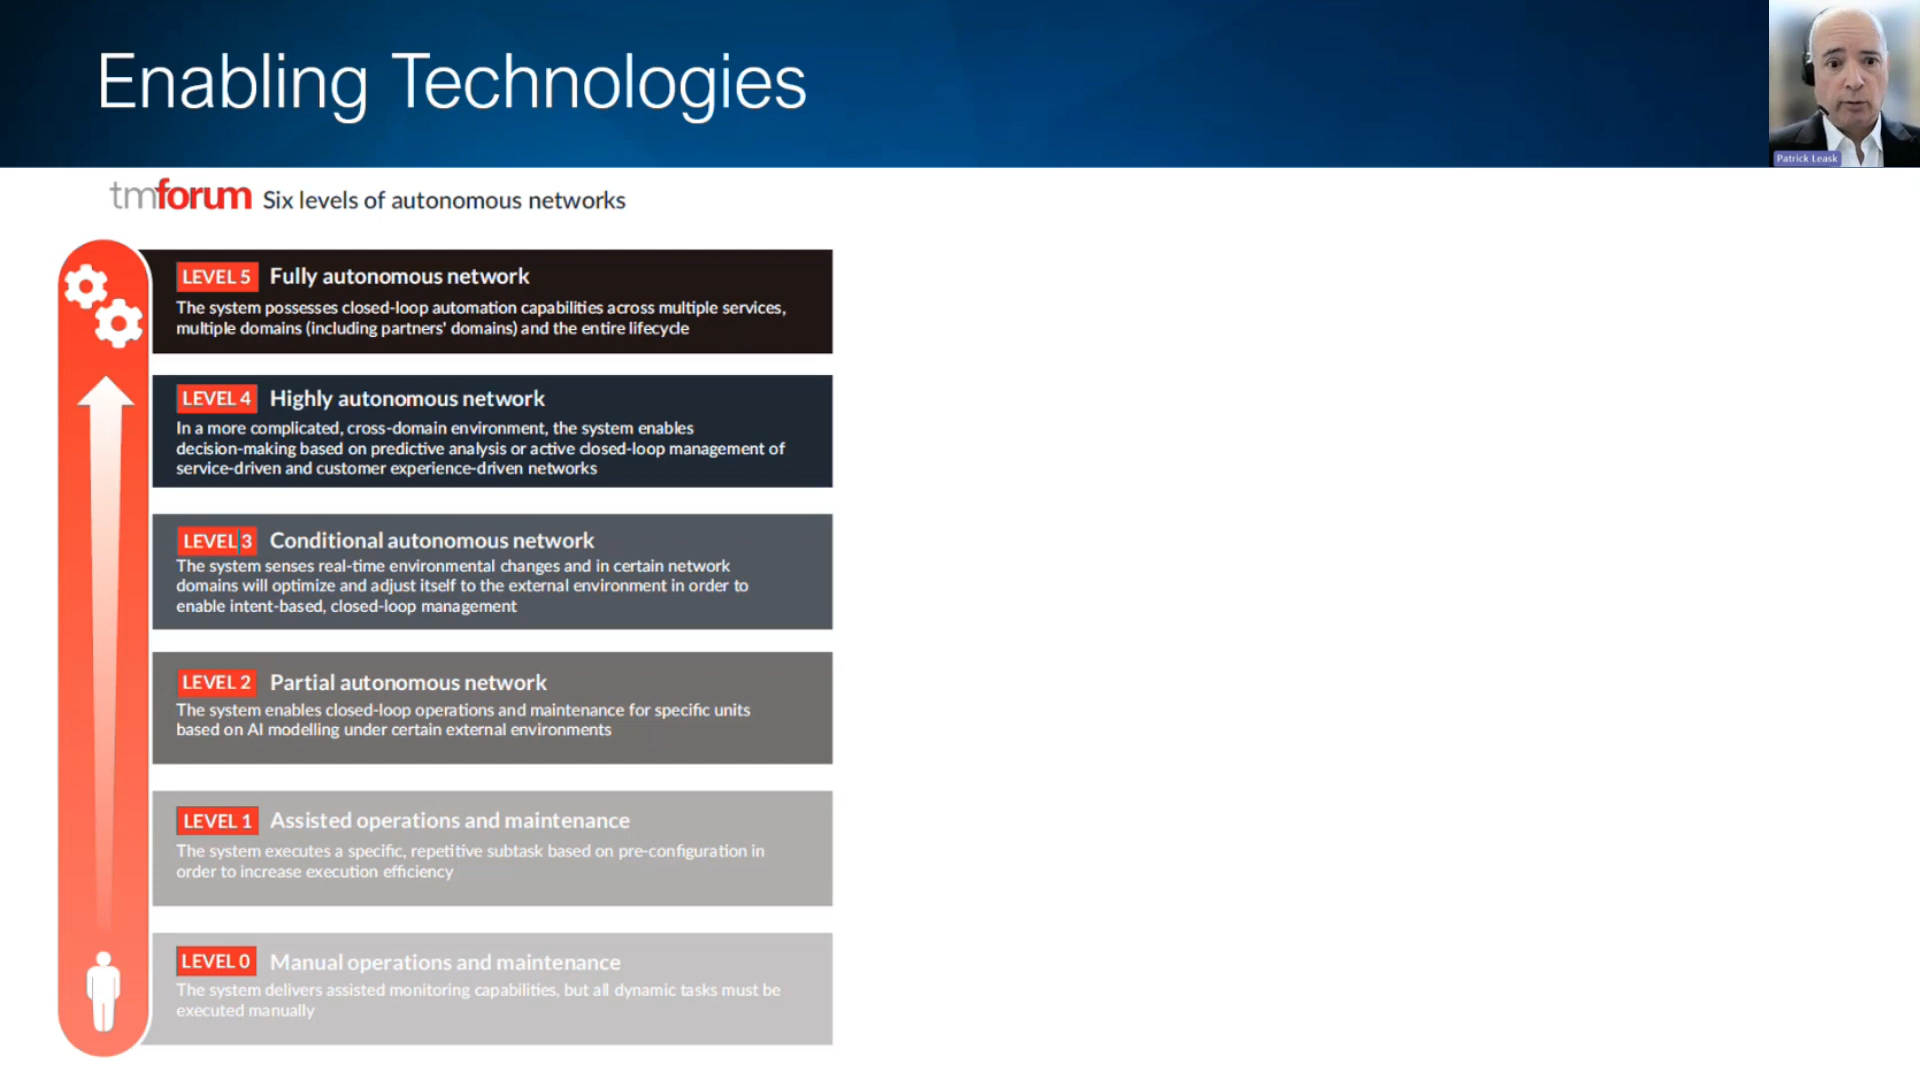 Enabling Technologies
Patrick Leask
tmforum Six levels of autonomous networks
LEVEL 5 Fully autonomous network
The system possesses closed-loop automation capabilities across multiple services,
multiple domains (including partners' domains) and the entire lifecycle
LEVEL 4 Highly autonomous network
In a more complicated, cross-domain environment, the system enables
decision-making based on predictive analysis or active closed-loop management of
service-driven and customer experience-driven networks
LEVEL 3 Conditional autonomous network
The system senses real-time environmental changes and in certain network
domains will optimize and adjust itself to the external environment in order to
enable intent-based, closed-loop management
LEVEL 2 Partial autonomous network
The system enables closed-loop operations and maintenance for specific units
based on AI modelling under certain external environments
LEVEL 1 Assisted operations and maintenance
The system executes a specific, repetitive subtask based on pre-configuration in
order to increase execution efficiency
LEVEL 0 Manual operations and maintenance
The system delivers assisted monitoring capabilities, but all dynamic tasks must be
executed manually